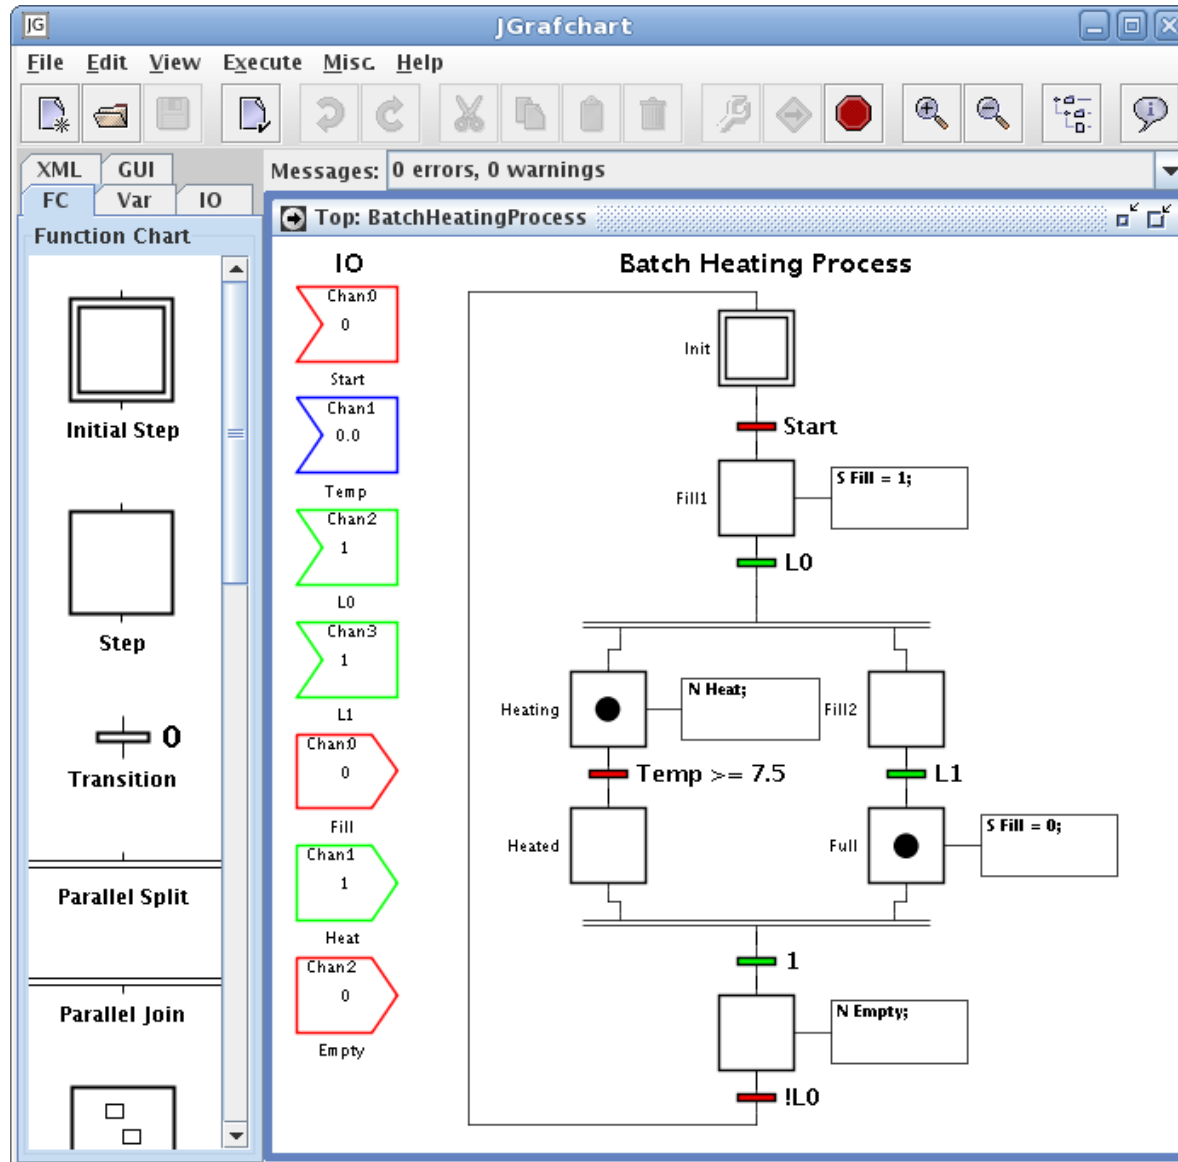 JG JGrafchart
File Edit View Execute Misc. Help
XML GUI
Messages: 0 errors, 0 warnings
FC Var IO
Function Chart
Initial Step
Step
0
Transition
Parallel Split
Parallel Join
Top: BatchHeatingProcess
IO
Chan0
0
Start
Chan1
0.0
Temp
Chan2
1
L0
Chan3
1
L1
Chan0
0
Fill
Chan1
1
Heat
Chan2
0
Empty
Batch Heating Process
Init
Start
Fill1
S Fill = 1;
L0
Heating
N Heat;
Fill2
Temp >= 7.5
L1
Heated
Full
S Fill = 0;
1
N Empty;
!L0